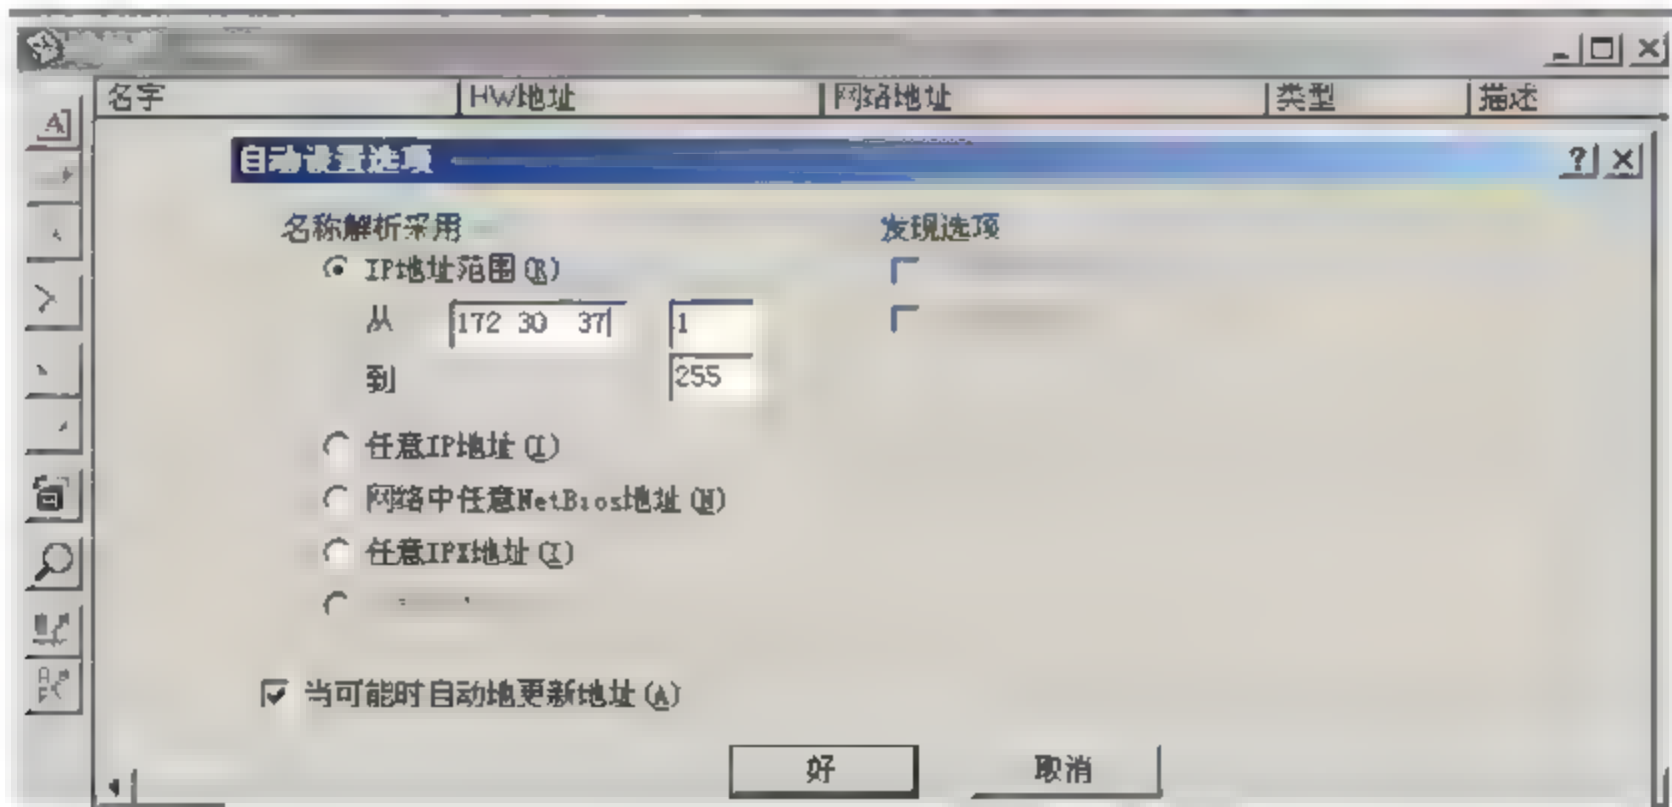 名字 HW地址 网络地址 类型 描述
自动设置选项
名称解析采用 发现选项
IP地址范围(R)
从 172 30 37 1
到 255
任意IP地址(I)
网络中任意NetBios地址(N)
任意IPX地址(X)
当可能时自动地更新地址(A)
好 取消